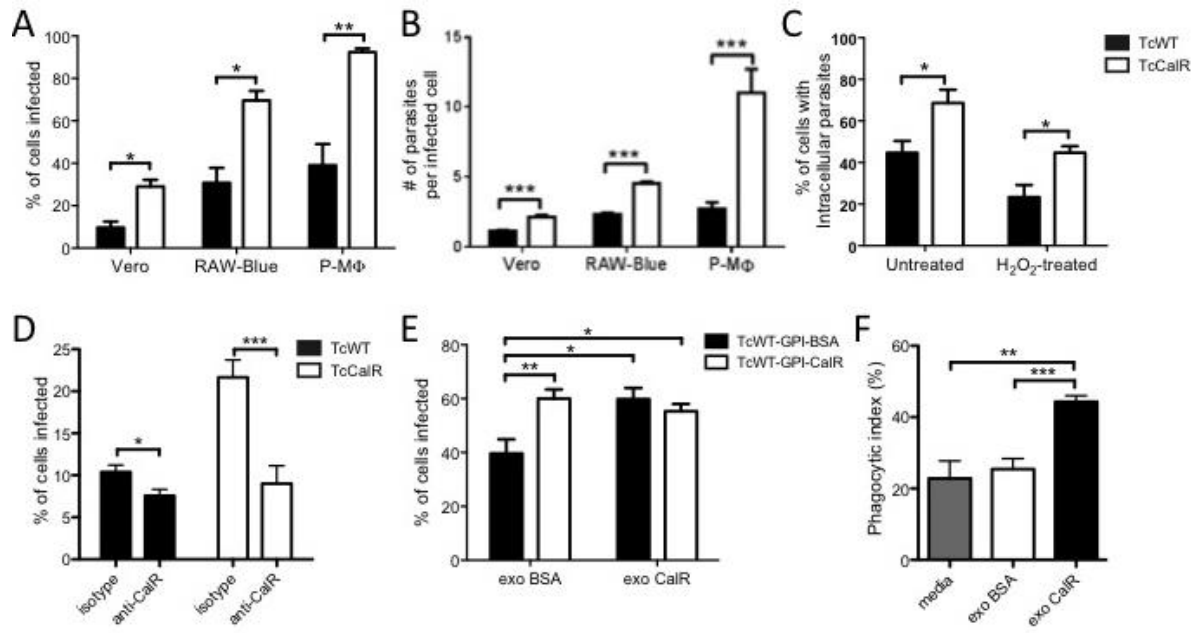 A
% of cells infected
100
80
60
40
20
0
*
*
**
Vero
RAW-Blue
P-MΦ
B
# of parasites
per infected cell
15
10
5
0
***
***
***
Vero
RAW-Blue
P-MΦ
C
% of cells with
Intracellular parasites
100
80
60
40
20
0
*
*
Untreated
H₂O₂-treated
TcWT
TcCalR
D
% of cells infected
25
20
15
10
5
0
*
***
isotype
anti-CalR
isotype
anti-CalR
TcWT
TcCalR
E
% of cells infected
80
60
40
20
0
*
*
**
exo BSA
exo CalR
TcWT-GPI-BSA
TcWT-GPI-CalR
F
Phagocytic index (%)
60
40
20
0
**
***
media
exo BSA
exo CalR